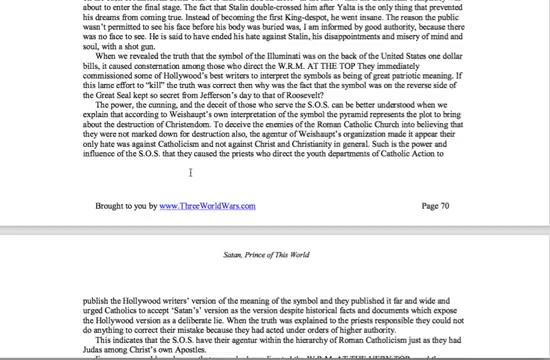 about to enter the final stage. The fact that Stalin double-crossed him after Yalta is the only thing that prevented
his dreams from coming true. Instead of becoming the first King-despot, he went insane. The reason the public
wasn't permitted to see his face before his body was buried was, I am informed by good authority, because there
was no face to see. He is said to have ended his hate against Stalin, his disappointments and misery of mind and
soul, with a shot gun.
When we revealed the truth that the symbol of the Illuminati was on the back of the United States one dollar
bills, it caused consternation among those who direct the W.R.M. AT THE TOP They immediately
commissioned some of Hollywood's best writers to interpret the symbols as being of great patriotic meaning. If
this lame effort to “kill” the truth was correct then why was the fact that the symbol was on the reverse side of
the Great Seal kept so secret from Jefferson's day to that of Roosevelt?
The power, the cunning, and the deceit of those who serve the S.O.S. can be better understood when we
explain that according to Weishaupt's own interpretation of the symbol the pyramid represents the plot to bring
about the destruction of Christendom. To deceive the enemies of the Roman Catholic Church into believing that
they were not marked down for destruction also, the agentur of Weishaupt's organization made it appear their
only hate was against Catholicism and not against Christ and Christianity in general. Such is the power and
influence of the S.O.S. that they caused the priests who direct the youth departments of Catholic Action to
Brought to you by www.ThreeWorldWars.com Page 70
Satan, Prince of This World
publish the Hollywood writers' version of the meaning of the symbol and they published it far and wide and
urged Catholics to accept ‘Satan's’ version as the version despite historical facts and documents which expose
the Hollywood version as a deliberate lie. When the truth was explained to the priests responsible they could not
do anything to correct their mistake because they had acted under orders of higher authority.
This indicates that the S.O.S. have their agentur within the hierarchy of Roman Catholicism just as they had
Judas among Christ's own Apostles.